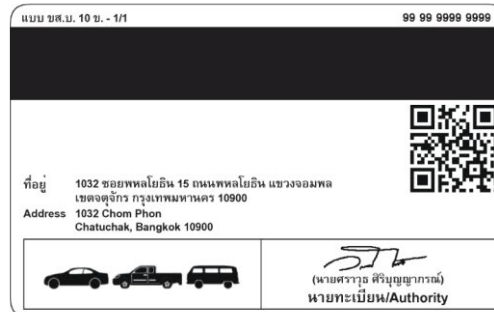 แบบ ขส.บ. 10 ข. - 1/1
99 99 9999 9999
ที่อยู่ 1032 ซอยพหลโยธิน 15 ถนนพหลโยธิน แขวงจอมพล
เขตจตุจักร กรุงเทพมหานคร 10900
Address 1032 Chom Phon
Chatuchak, Bangkok 10900
(นายศราวุธ ศิริบุญญากรณ์)
นายทะเบียน/Authority